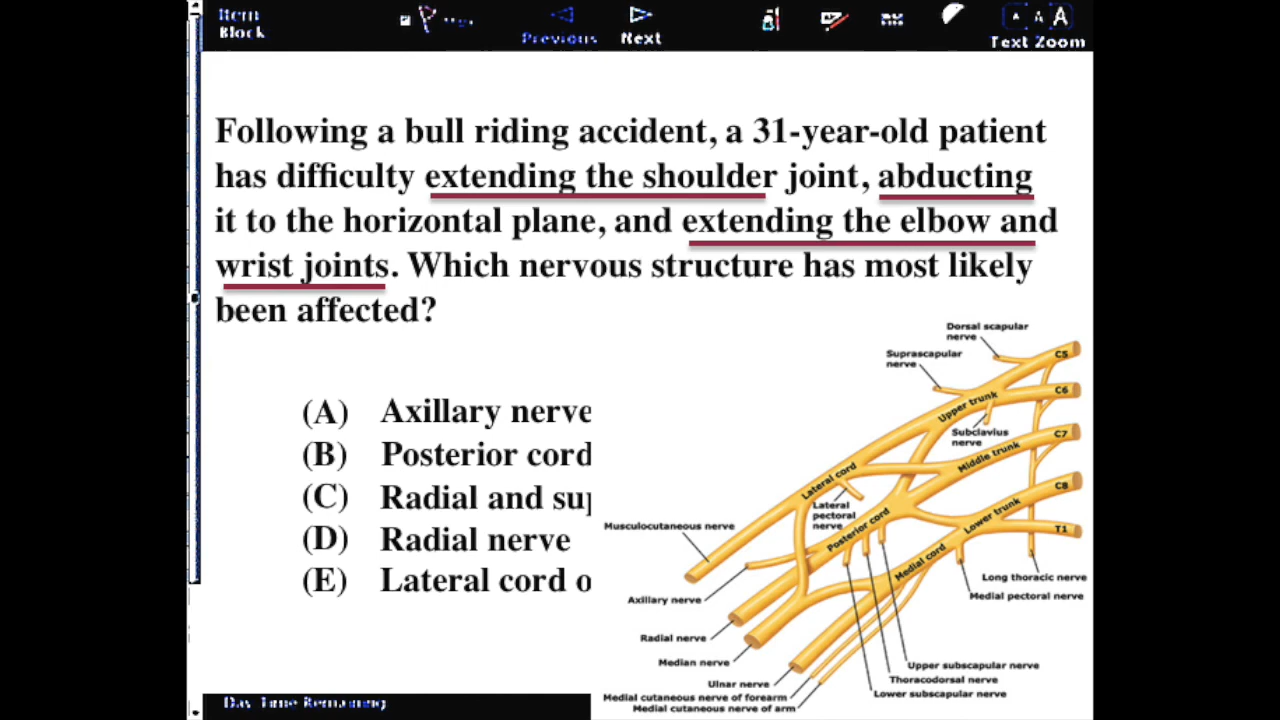 Item
Block
Previous
Next
Text Zoom
A A A
Following a bull riding accident, a 31-year-old patient
has difficulty extending the shoulder joint, abducting
it to the horizontal plane, and extending the elbow and
wrist joints. Which nervous structure has most likely
been affected?
(A) Axillary nerve
(B) Posterior cord
(C) Radial and sup
(D) Radial nerve
(E) Lateral cord o
Dorsal scapular
nerve
Suprascapular
nerve
C5
Upper trunk
C6
Subclavius
nerve
C7
Middle trunk
Lateral cord
C8
Lateral
pectoral
nerve
Posterior cord
Lower trunk
Musculocutaneous nerve
T1
Medial cord
Long thoracic nerve
Medial pectoral nerve
Axillary nerve
Radial nerve
Median nerve
Upper subscapular nerve
Thoracodorsal nerve
Ulnar nerve
Lower subscapular nerve
Medial cutaneous nerve of forearm
Medial cutaneous nerve of arm
Time Remaining